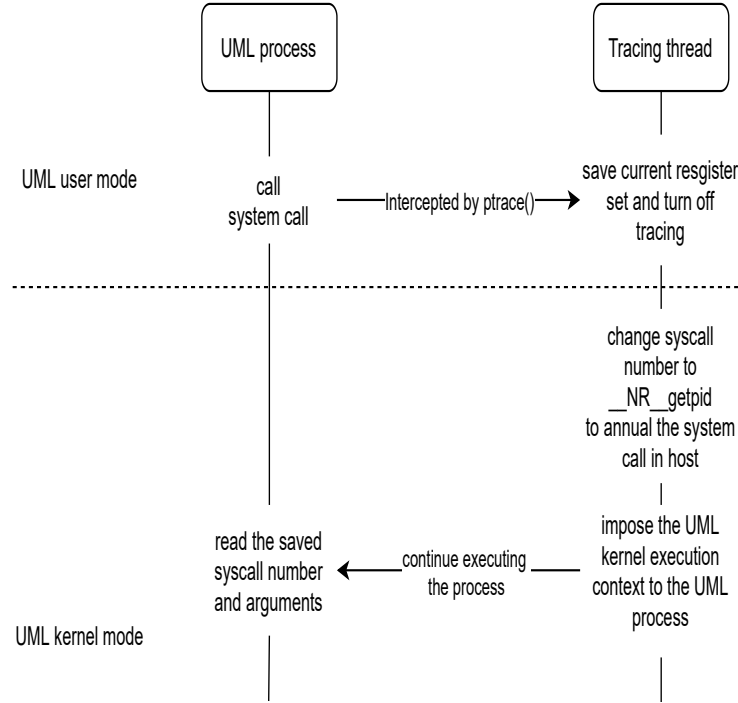 UML process
Tracing thread
UML user mode
call
system call
Intercepted by ptrace()
save current resgister
set and turn off
tracing
change syscall
number to
__NR__getpid
to annual the system
call in host
read the saved
syscall number
and arguments
continue executing
the process
impose the UML
kernel execution
context to the UML
process
UML kernel mode